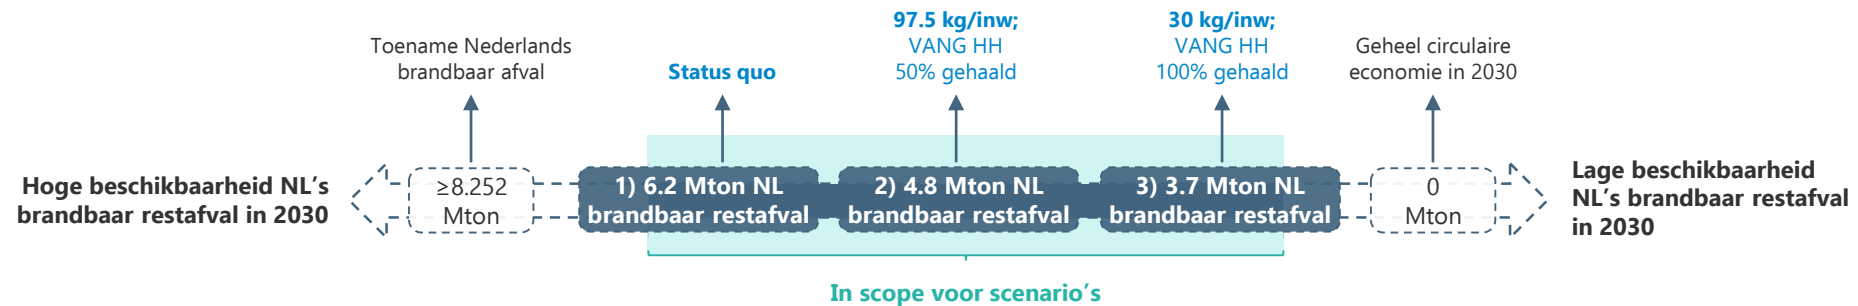 Toename Nederlands
brandbaar afval
Status quo
97.5 kg/inw;
VANG HH
50% gehaald
30 kg/inw;
VANG HH
100% gehaald
Geheel circulaire
economie in 2030
Hoge beschikbaarheid NL’s
brandbaar restafval in 2030
≥8.252
Mton
1) 6.2 Mton NL
brandbaar restafval
2) 4.8 Mton NL
brandbaar restafval
3) 3.7 Mton NL
brandbaar restafval
0
Mton
Lage beschikbaarheid
NL’s brandbaar restafval
in 2030
In scope voor scenario’s